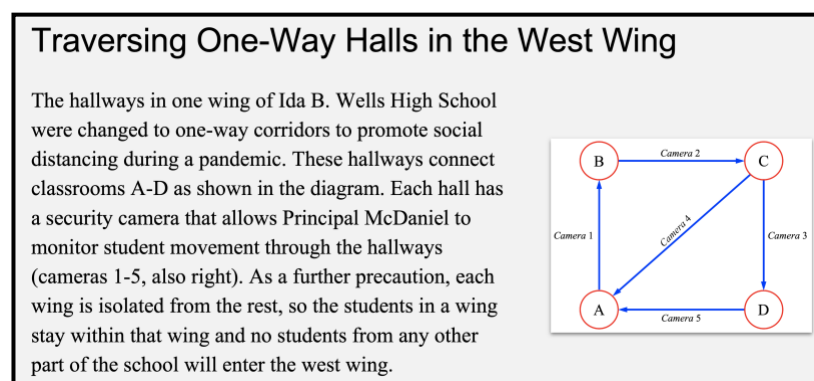 Traversing One-Way Halls in the West Wing
The hallways in one wing of Ida B. Wells High School
were changed to one-way corridors to promote social
distancing during a pandemic. These hallways connect
classrooms A-D as shown in the diagram. Each hall has
a security camera that allows Principal McDaniel to
monitor student movement through the hallways
(cameras 1-5, also right). As a further precaution, each
wing is isolated from the rest, so the students in a wing
stay within that wing and no students from any other
part of the school will enter the west wing.
B
Camera 2
C
Camera 1
Camera 4
Camera 3
A
Camera 5
D